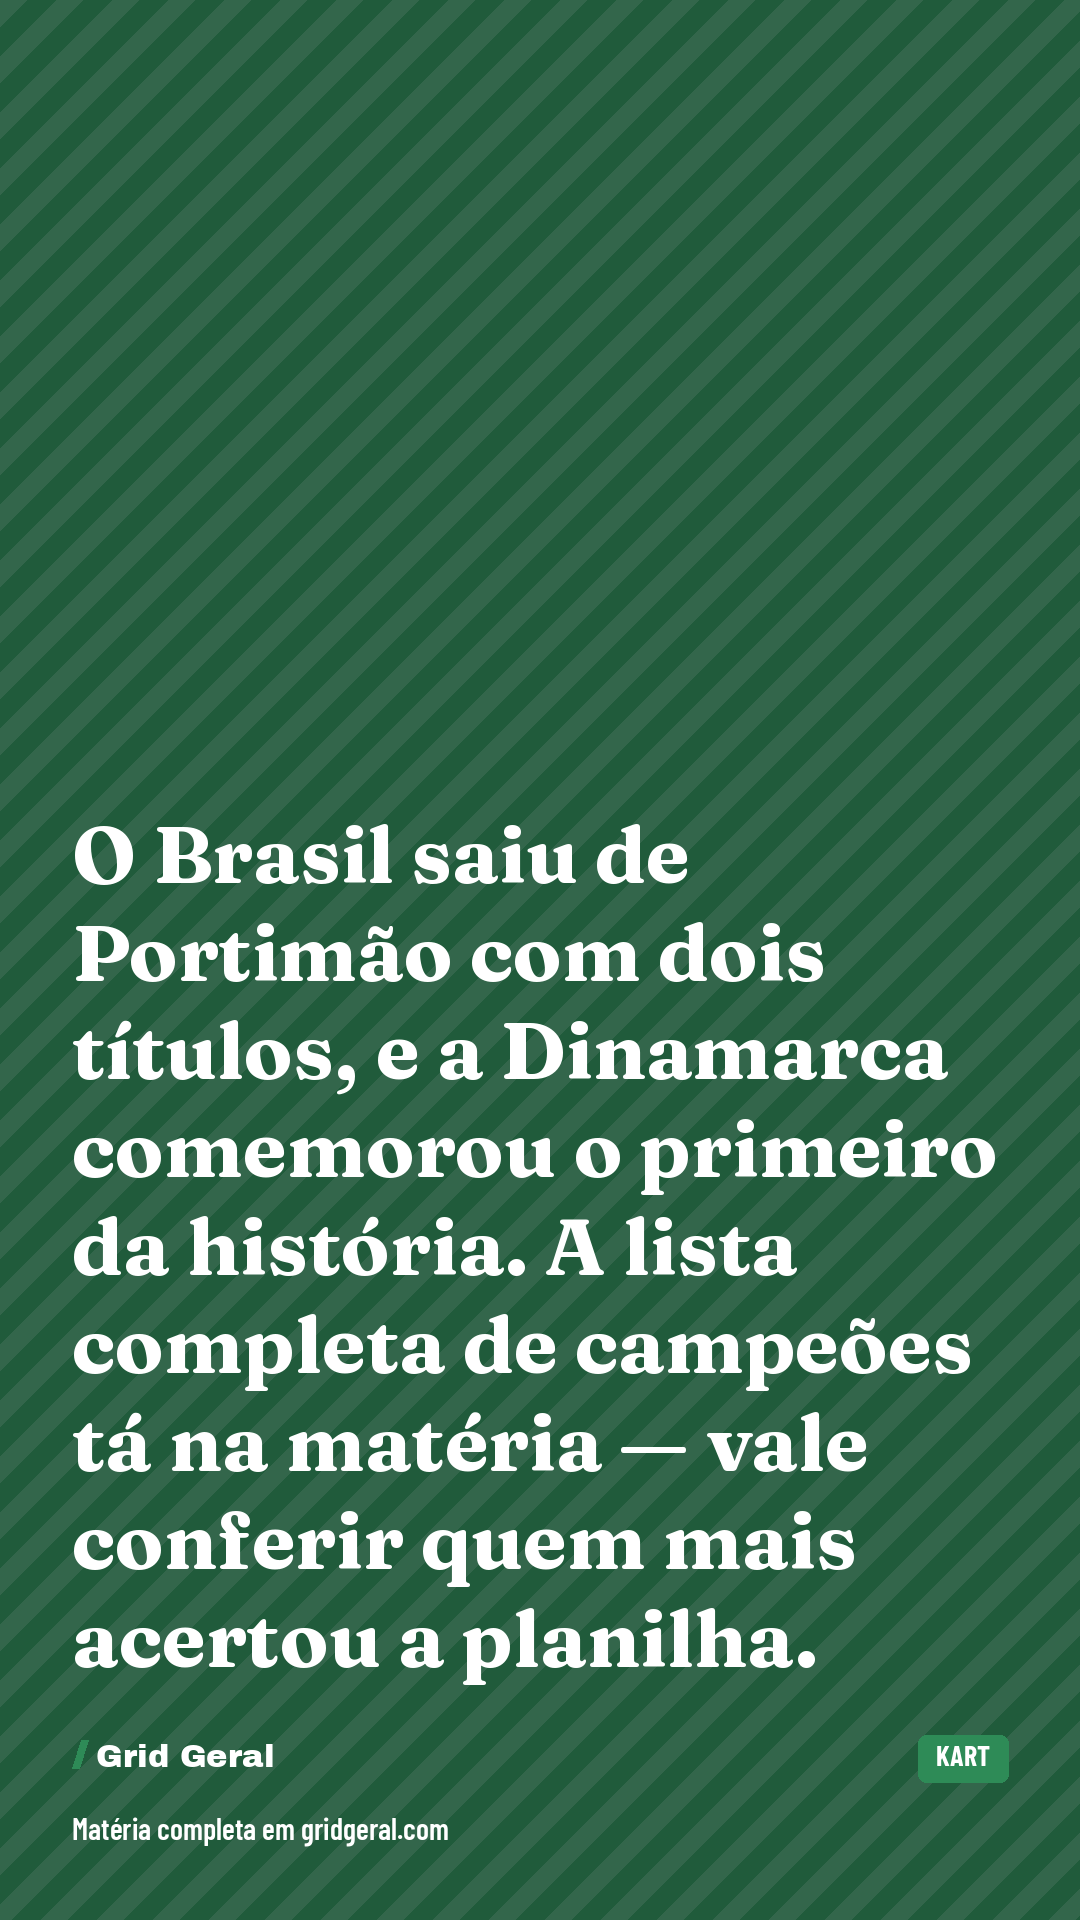 O Brasil saiu de
Portimão com dois
títulos, e a Dinamarca
comemorou o primeiro
da história. A lista
completa de campeões
tá na matéria — vale
conferir quem mais
acertou a planilha.
/ Grid Geral
KART
Matéria completa em gridgeral.com